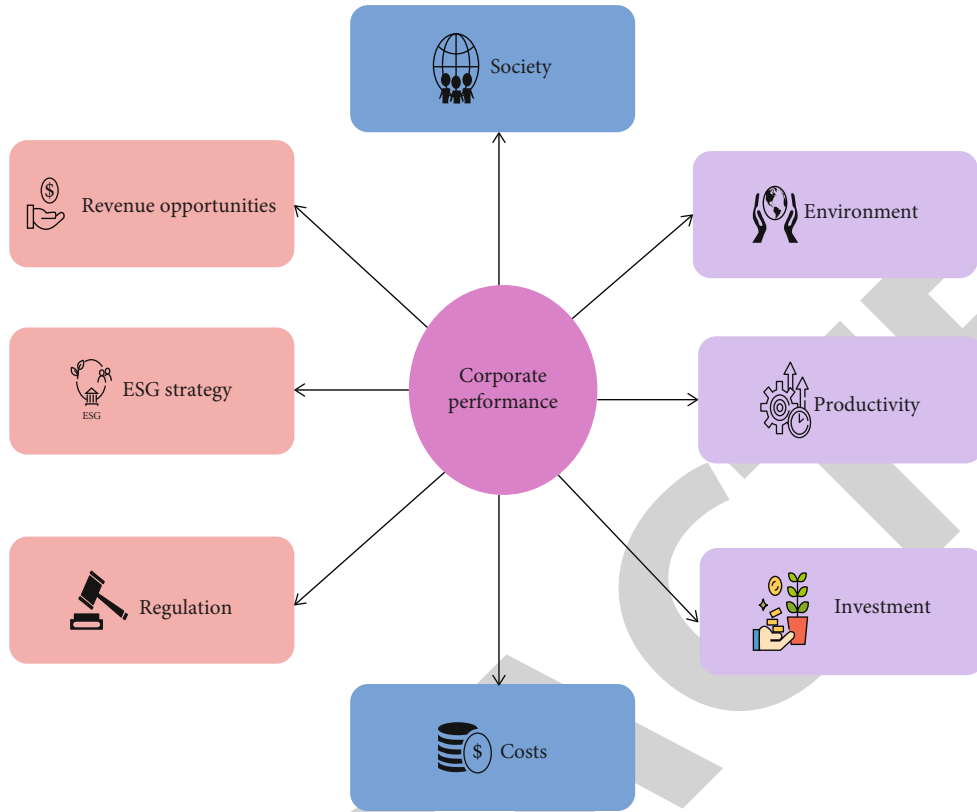 Society
Revenue opportunities
Environment
ESG strategy
ESG
Corporate
performance
Productivity
Regulation
Investment
Costs
$
$